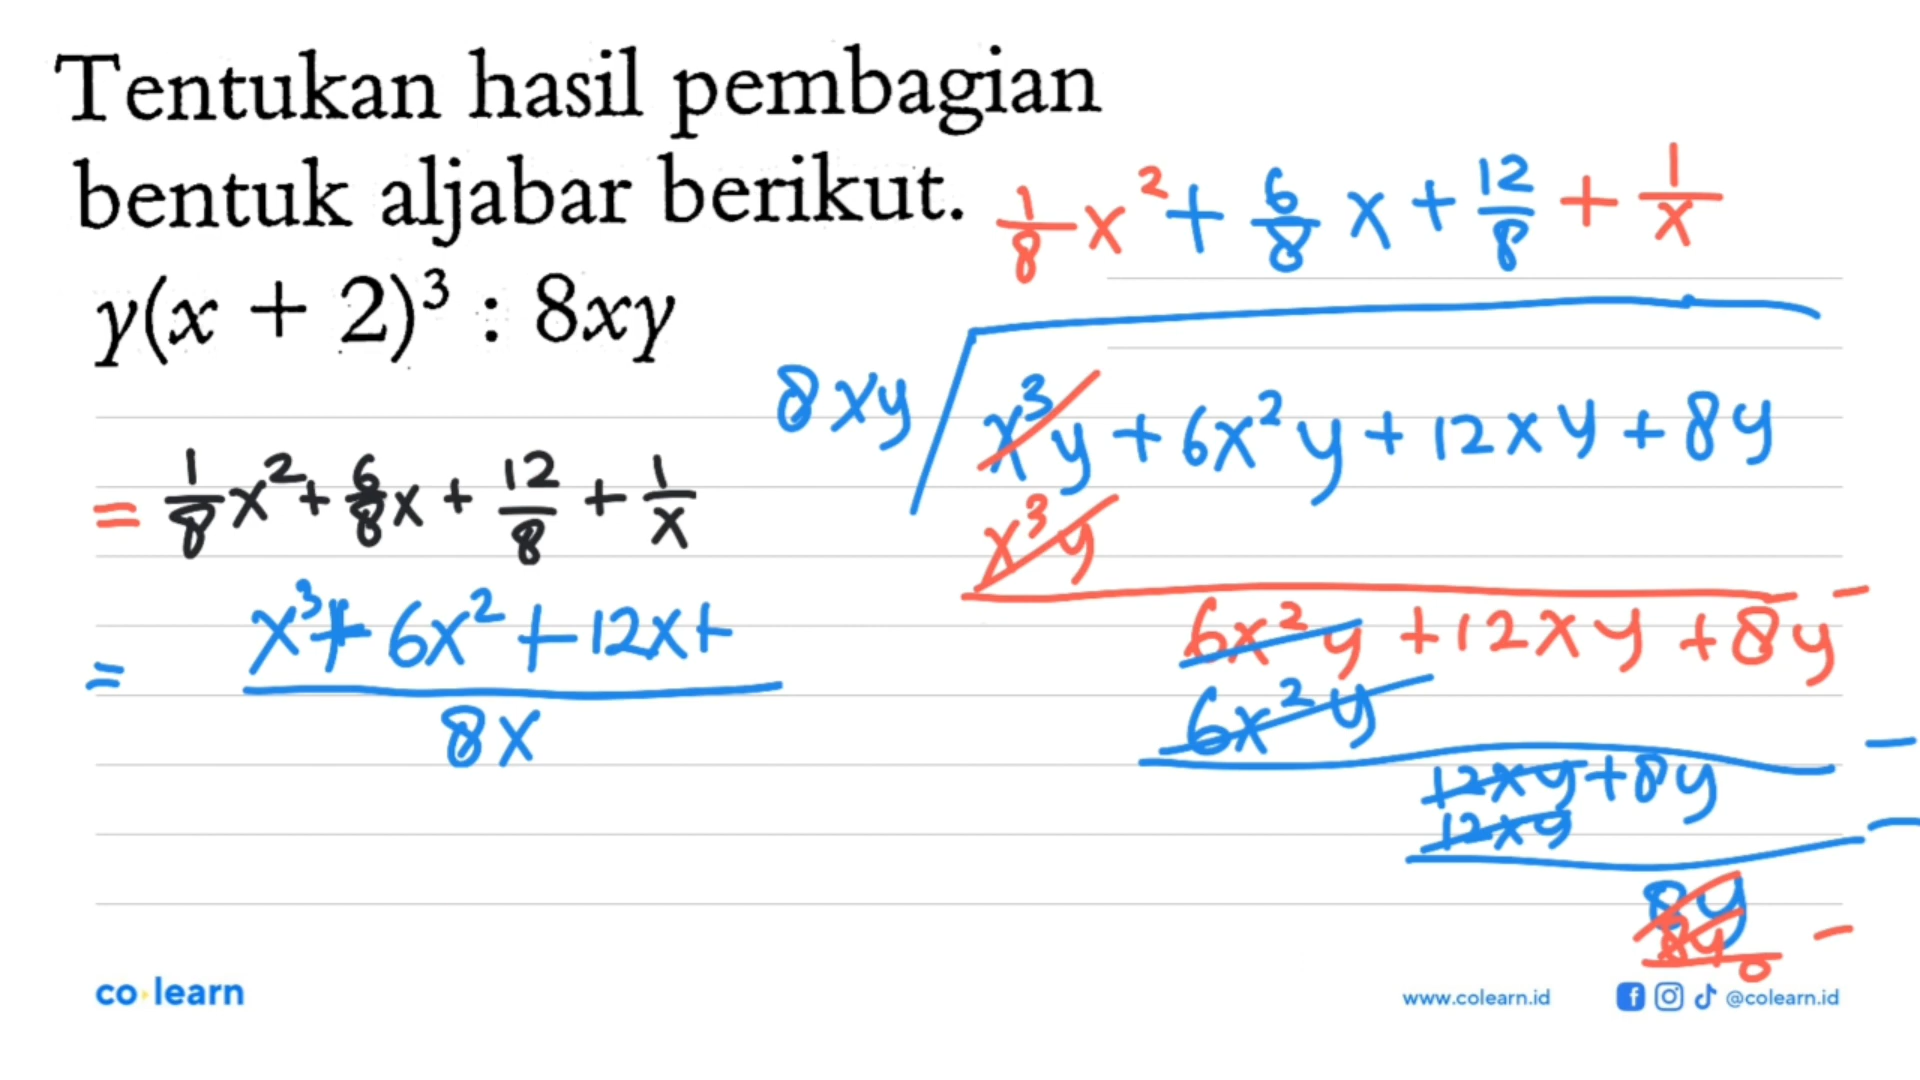 Tentukan hasil pembagian
bentuk aljabar berikut.
y(x + 2)³ : 8xy
= 1/8 x² + 6/8 x + 12/8 + 1/x
= (x³ + 6x² + 12x +)/(8x)
1/8 x² + 6/8 x + 12/8 + 1/x
8xy x³y + 6x²y + 12xy + 8y
x³y
6x²y + 12xy + 8y
6x²y
12xy + 8y
12xy
8y
8y
0
co learn
www.colearn.id @colearn.id